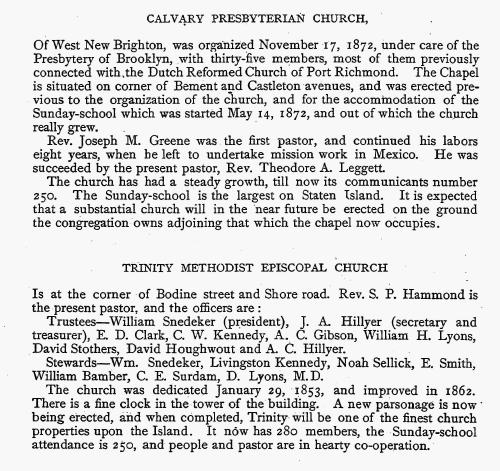 CALVARY PRESBYTERIAN CHURCH,
Of West New Brighton, was organized November 17, 1872, under care of the
Presbytery of Brooklyn, with thirty-five members, most of them previously
connected with the Dutch Reformed Church of Port Richmond. The Chapel
is situated on corner of Bement and Castleton avenues, and was erected pre-
vious to the organization of the church, and for the accommodation of the
Sunday-school which was started May 14, 1872, and out of which the church
really grew.
Rev. Joseph M. Greene was the first pastor, and continued his labors
eight years, when be left to undertake mission work in Mexico. He was
succeeded by the present pastor, Rev. Theodore A. Leggett.
The church has had a steady growth, till now its communicants number
250. The Sunday-school is the largest on Staten Island. It is expected
that a substantial church will in the near future be erected on the ground
the congregation owns adjoining that which the chapel now occupies.
TRINITY METHODIST EPISCOPAL CHURCH
Is at the corner of Bodine street and Shore road. Rev. S. P. Hammond is
the present pastor, and the officers are :
Trustees—William Snedeker (president), J. A. Hillyer (secretary and
treasurer), E. D. Clark, C. W. Kennedy, A. C. Gibson, William H. Lyons,
David Stothers, David Houghwout and A. C. Hillyer.
Stewards—Wm. Snedeker, Livingston Kennedy, Noah Sellick, E. Smith,
William Bamber, C. E. Surdam, D. Lyons, M.D.
The church was dedicated January 29, 1853, and improved in 1862.
There is a fine clock in the tower of the building. A new parsonage is now
being erected, and when completed, Trinity will be one of the finest church
properties upon the Island. It now has 280 members, the Sunday-school
attendance is 250, and people and pastor are in hearty co-operation.